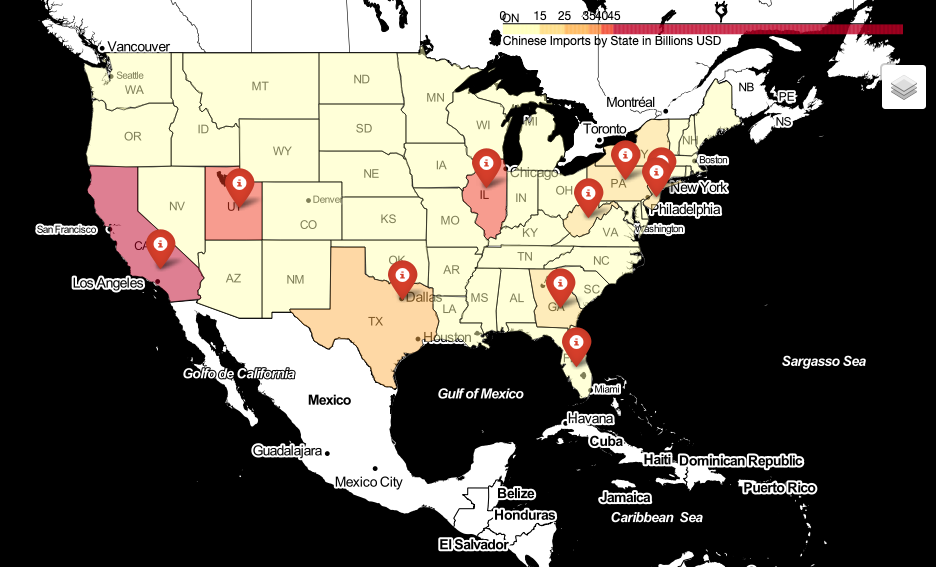 0 15 25 35 40 45
ON
Chinese Imports by State in Billions USD
Vancouver
Seattle
WA
MT
ND
MN
NB
PE
NS
Montréal
Toronto
OR
ID
SD
WI
MI
NH
Boston
WY
IA
Chicago
NE
PA
New York
OH
IN
IL
UT
NV
Denver
CO
KS
MO
KY
VA
Philadelphia
Washington
San Francisco
CA
Los Angeles
AZ
NM
OK
AR
TN
NC
SC
Dallas
LA
MS
AL
GA
TX
Houston
Miami
Golfo de California
Mexico
Gulf of Mexico
Sargasso Sea
Havana
Cuba
Guadalajara
Mexico City
Haiti
Dominican Republic
Puerto Rico
Jamaica
Belize
Honduras
Caribbean Sea
El Salvador